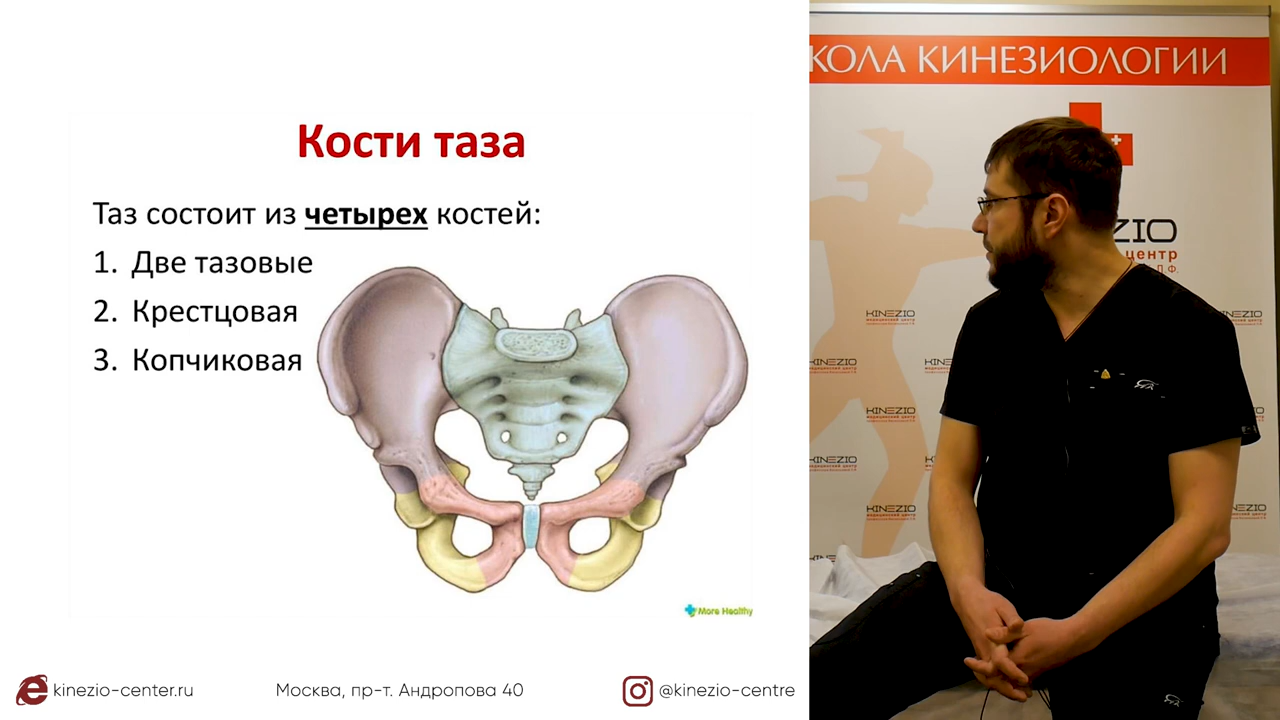 Кости таза
Таз состоит из четырех костей:
1. Две тазовые
2. Крестцовая
3. Копчиковая
More Healthy
kinezio-center.ru
Москва, пр-т. Андропова 40
@kinezio-centre
КОЛА КИНЕЗИОЛОГИИ
ZIO
центр
KINEZIO
KINEZIO
KINEZIO
KINEZIO
KINEZIO